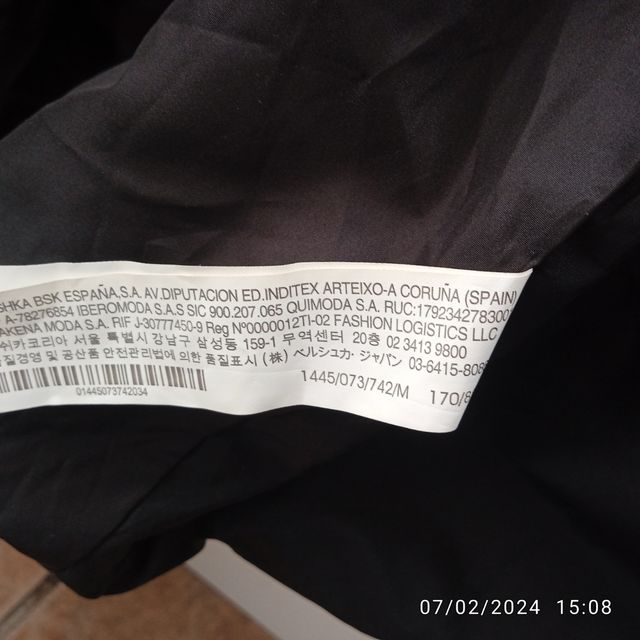 SHKA BSK ESPAÑA,S.A. AV.DIPUTACION ED.INDITEX ARTEIXO-A CORUÑA (SPAIN)
A-78276854 IBEROMODA S.A.S SIC 900.207.065 QUIMODA S.A. RUC:179234278300
AKENA MODA S.A. RIF J-30777450-9 Reg Nº0000012TI-02 FASHION LOGISTICS LLC
쉬카코리아 서울 특별시 강남구 삼성동 159-1 무역센터 20층 02 3413 9800
질경영 및 공산품 안전관리법에 의한 품질표시 (株) ベルシュカ・ジャパン 03-6415-808
1445/073/742/M 170/8
01445073742034
07/02/2024 15:08